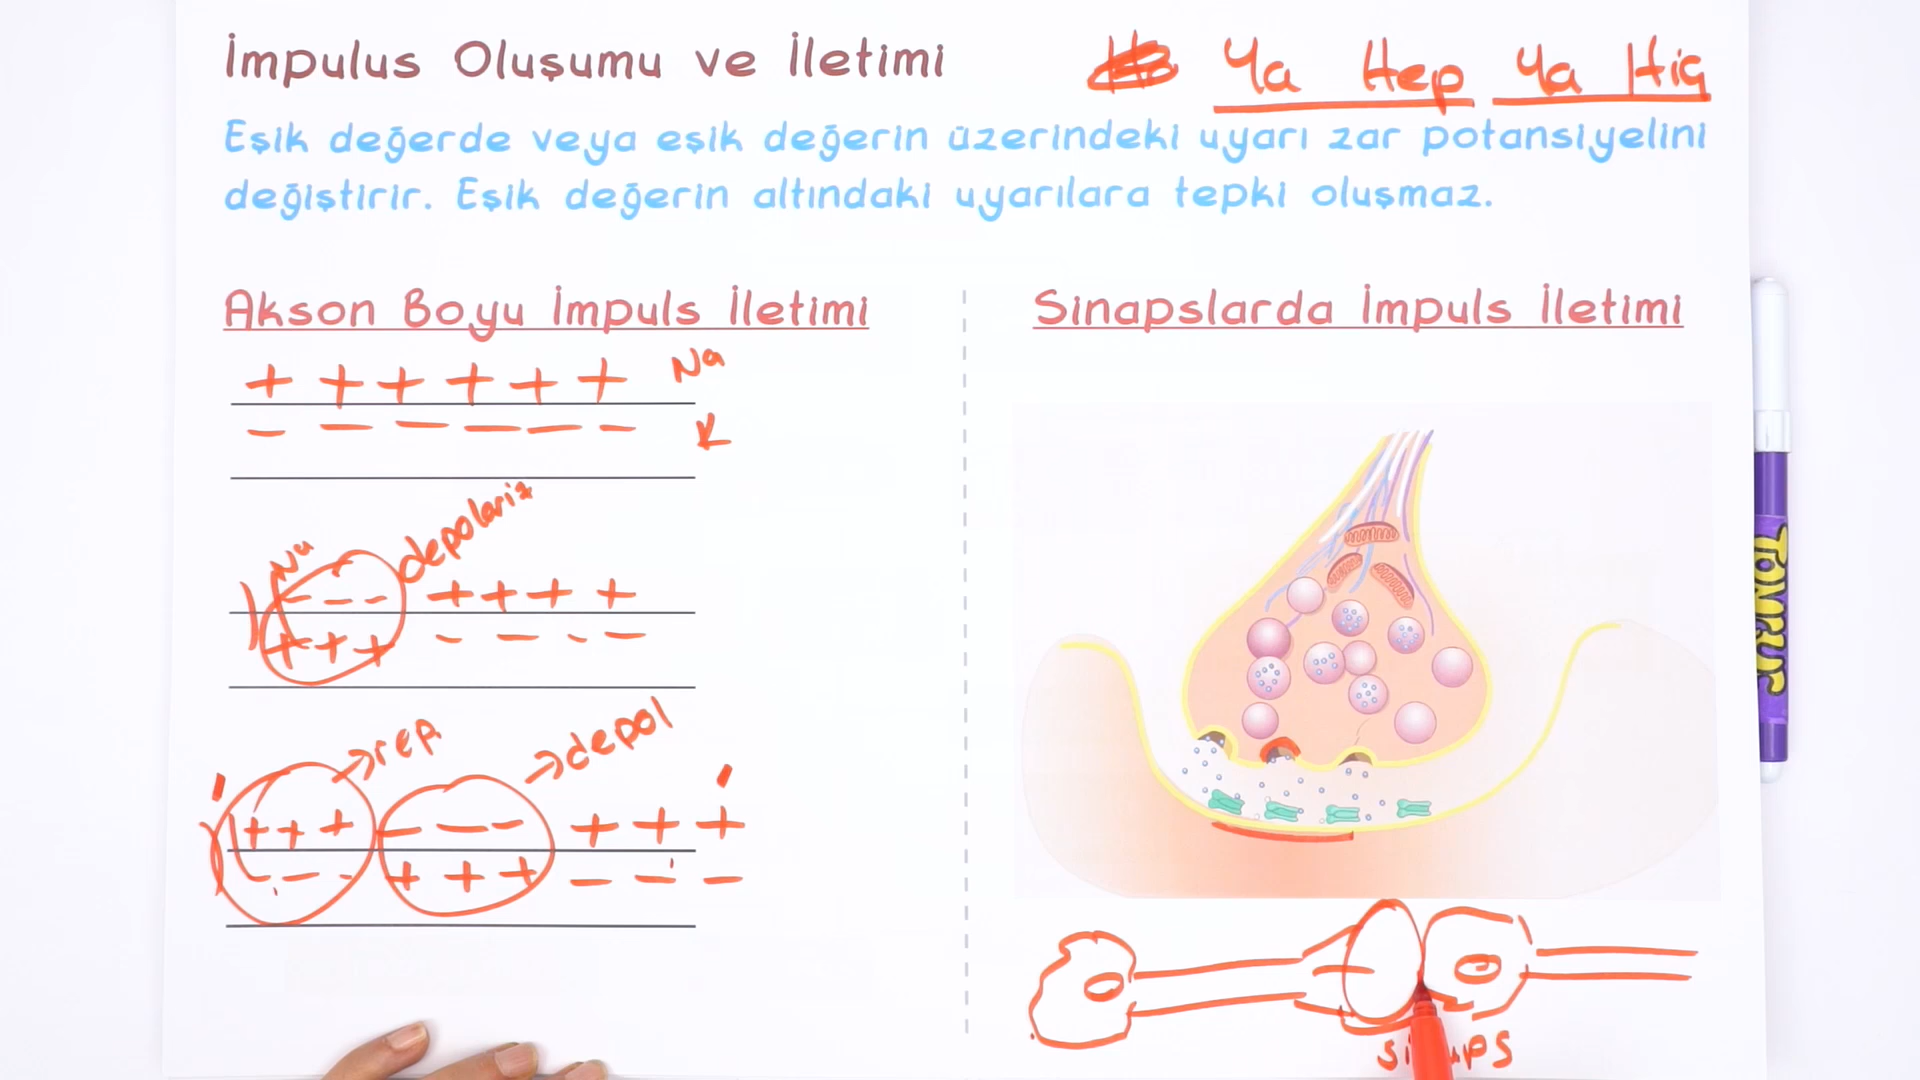 İmpulus Oluşumu ve İletimi
Ya Hep Ya Hiç
Eşik değerde veya eşik değerin üzerindeki uyarı zar potansiyelini
değiştirir. Eşik değerin altındaki uyarılara tepki oluşmaz.
Akson Boyu İmpuls İletimi
+ + + + + + Na
- - - - - - K
depolariz
Na
- - - + + + +
+ + + - - - -
→rep
→depol
+ + + - - - + + +
- - - + + + - - -
Sinapslarda İmpuls İletimi
TOMBUL